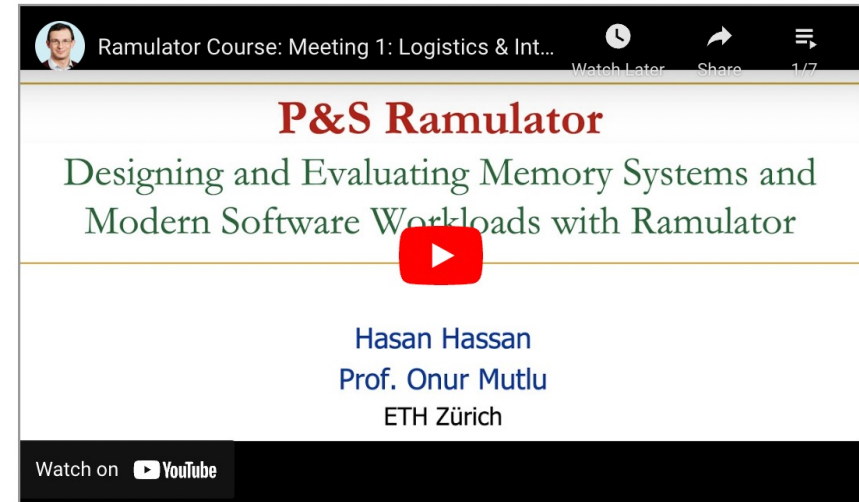 Ramulator Course: Meeting 1: Logistics & Int...
Watch Later
Share
1/7
P&S Ramulator
Designing and Evaluating Memory Systems and
Modern Software Workloads with Ramulator
Hasan Hassan
Prof. Onur Mutlu
ETH Zürich
Watch on YouTube